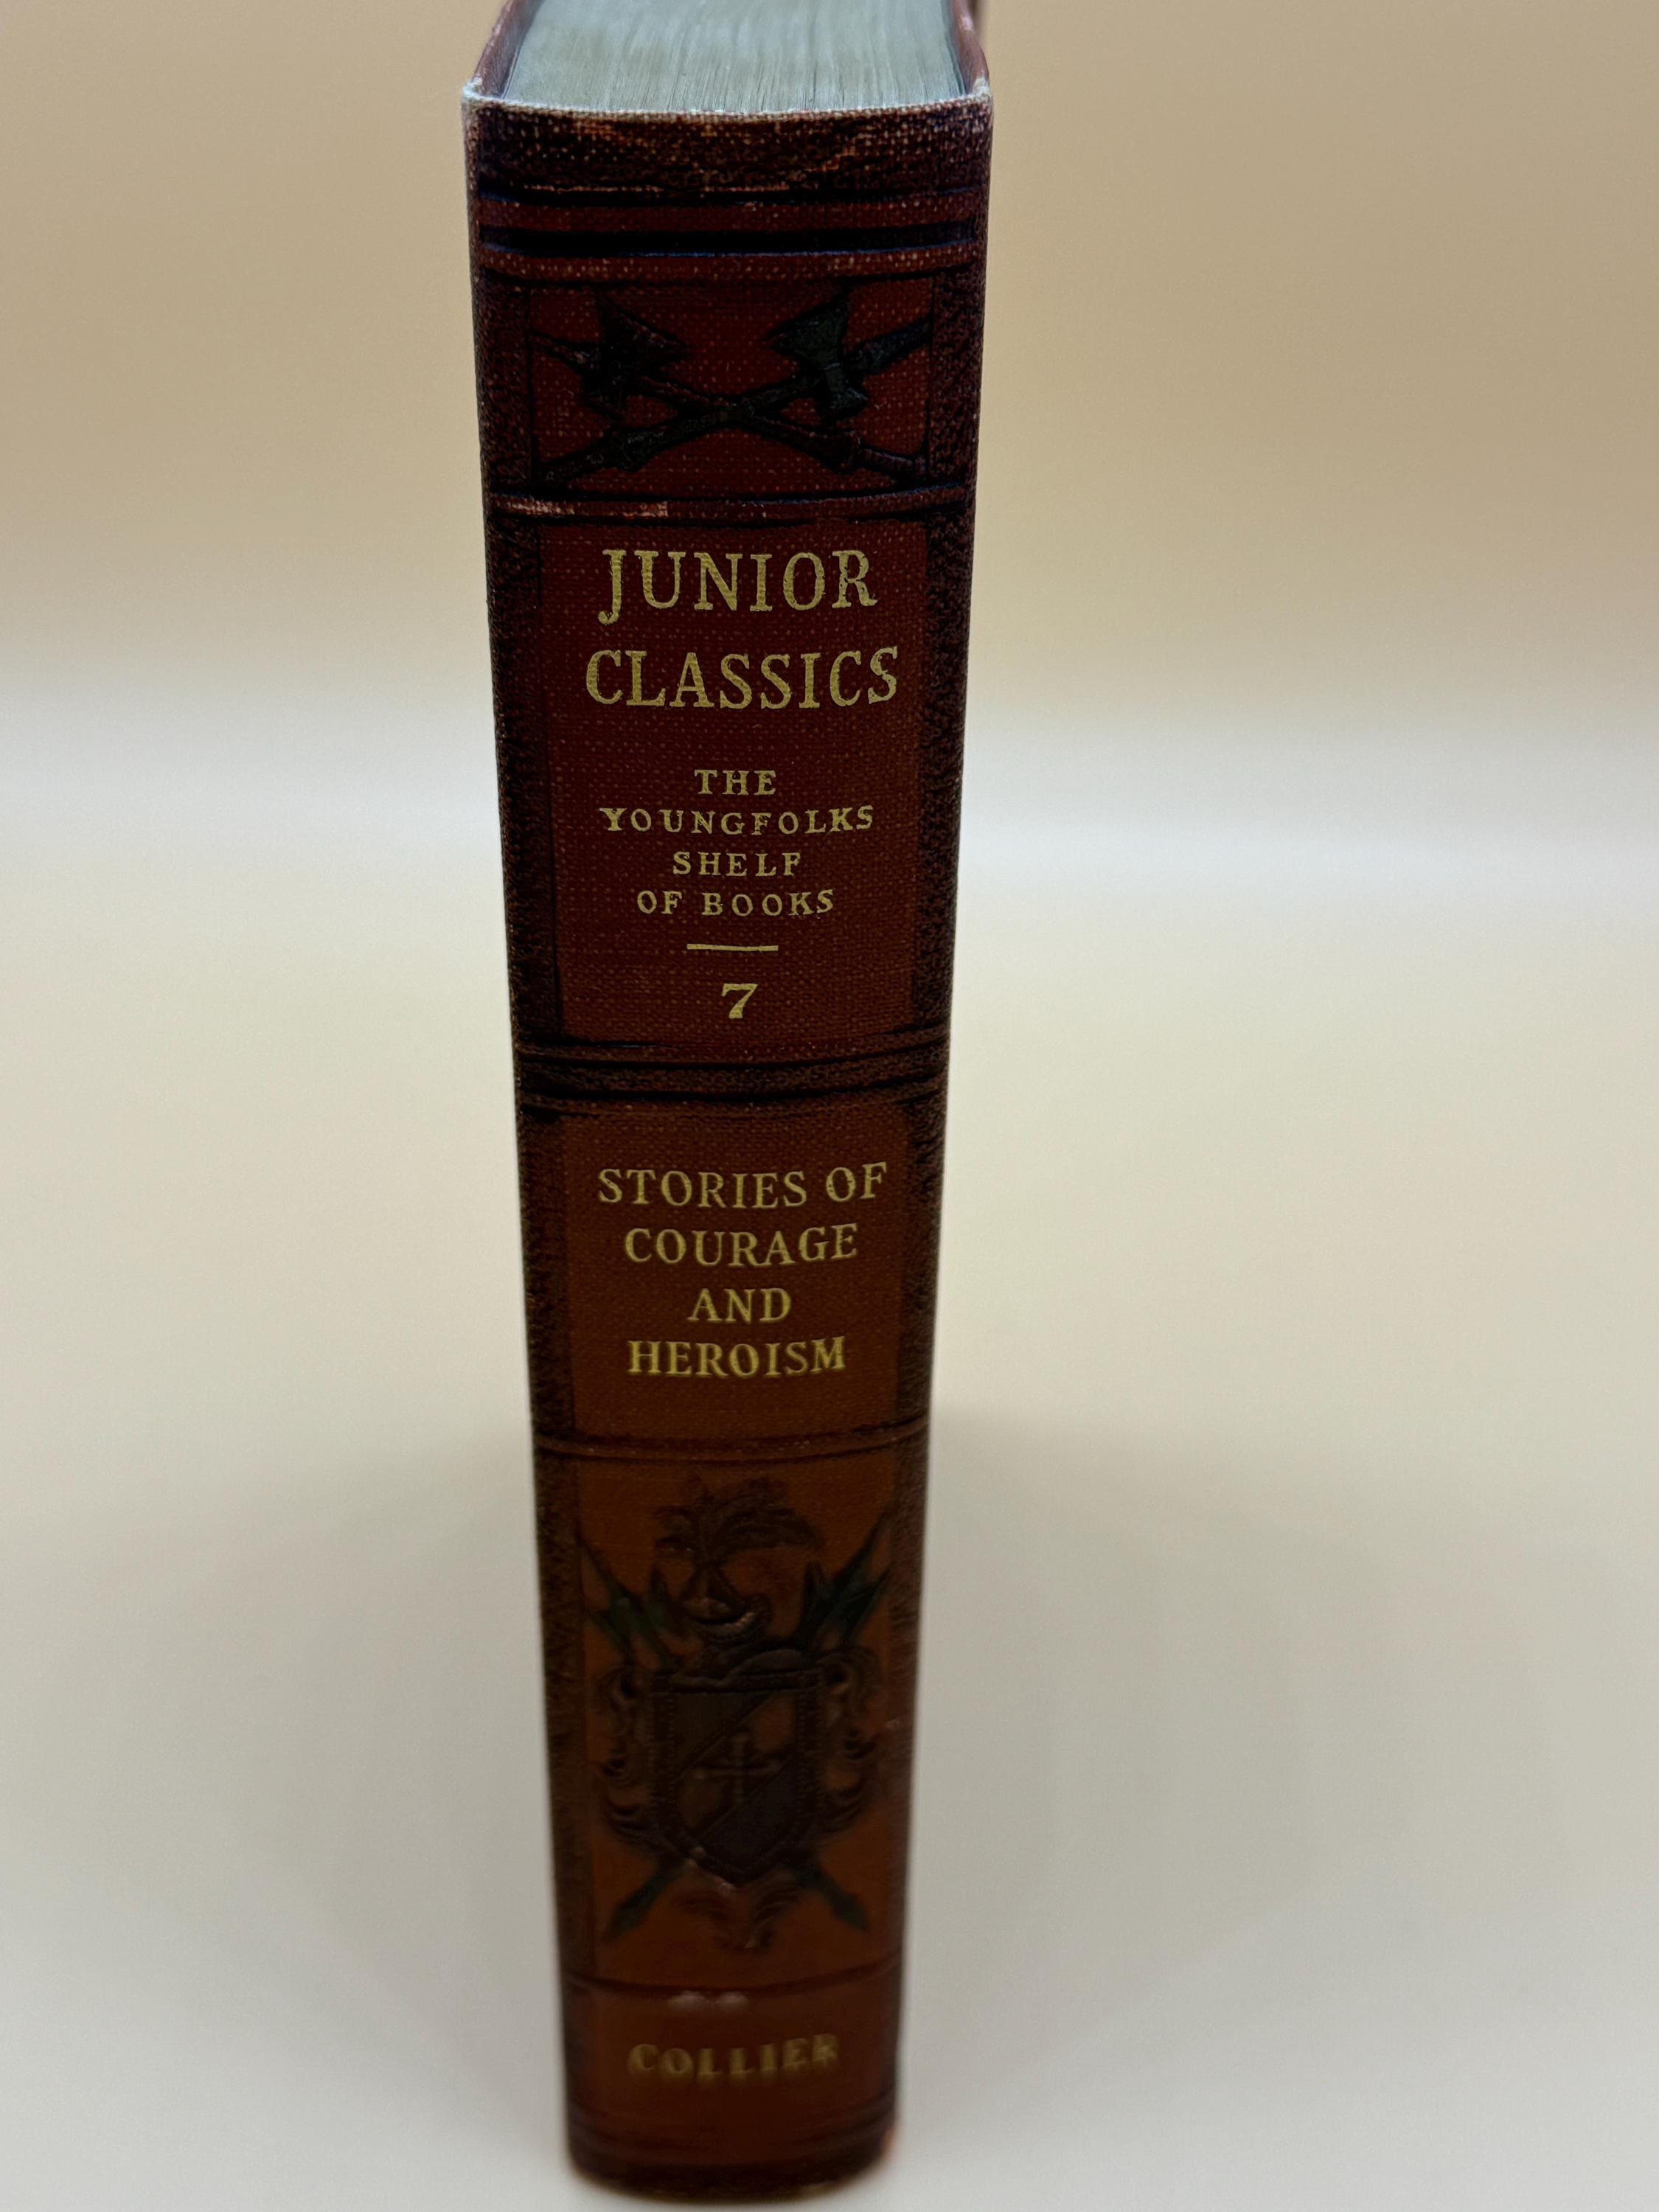 JUNIOR
CLASSICS
THE
YOUNGFOLKS
SHELF
OF BOOKS
7
STORIES OF
COURAGE
AND
HEROISM
COLLIER